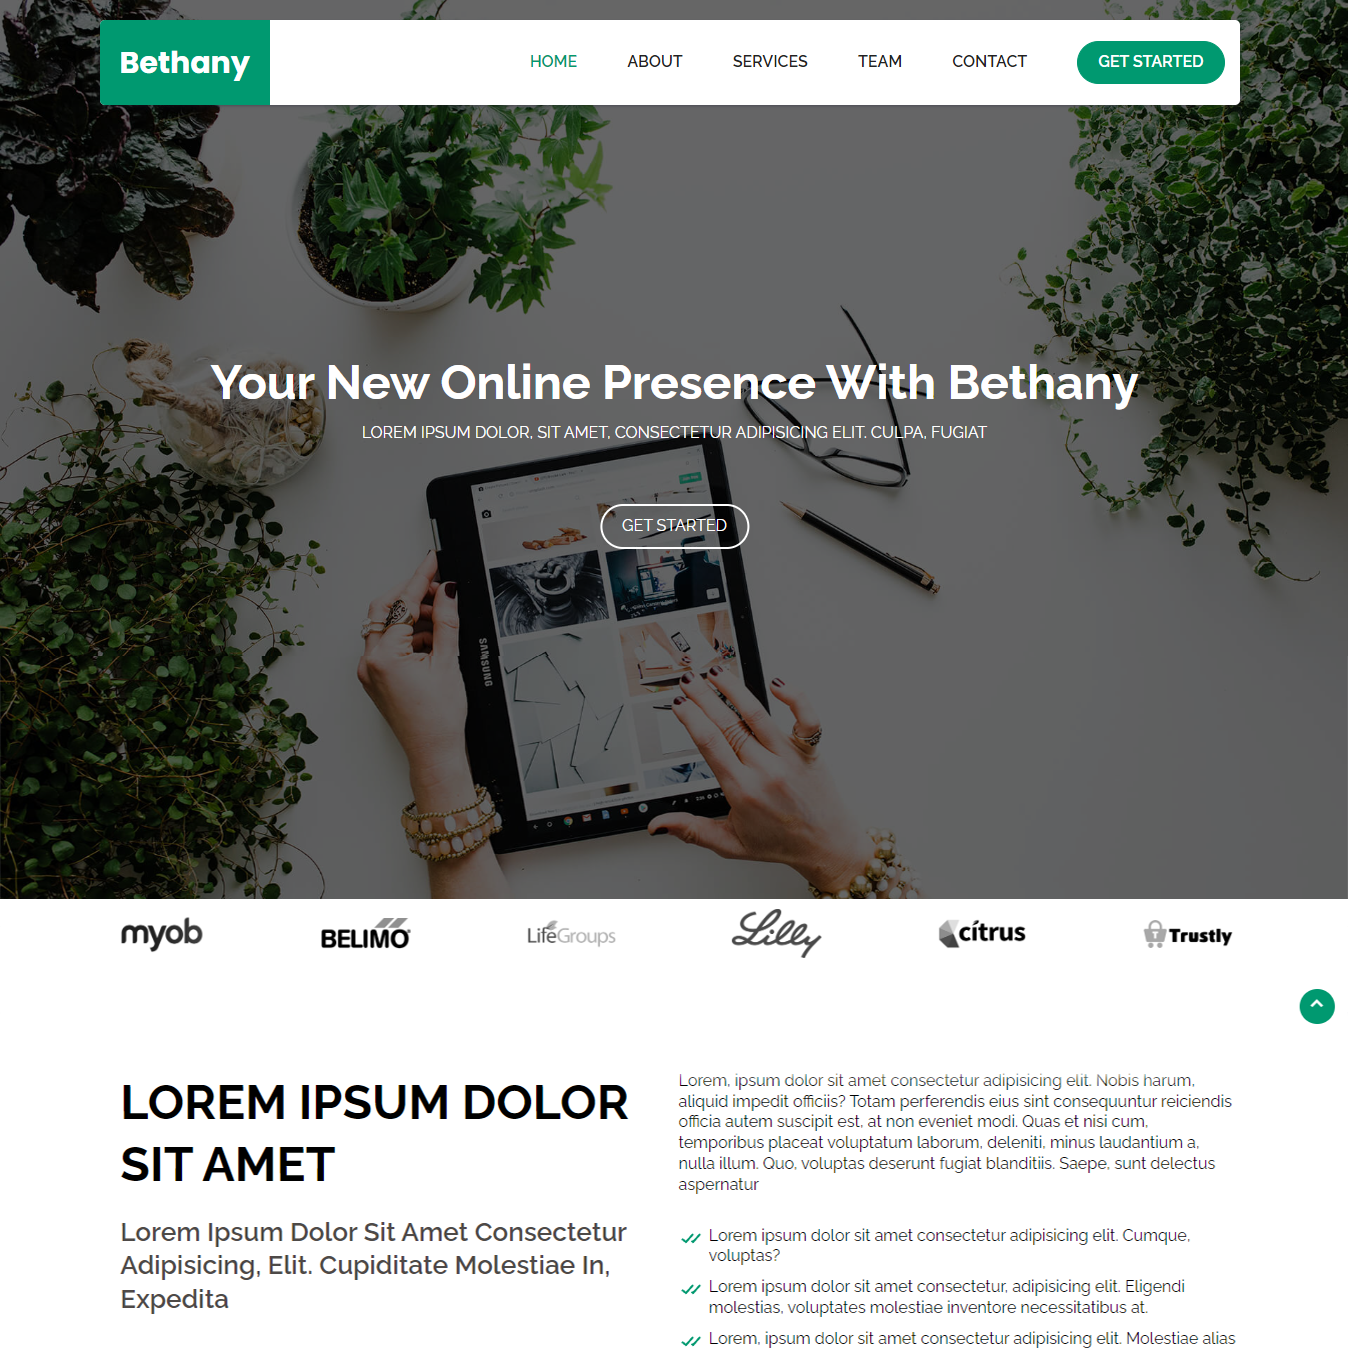 Bethany
HOME ABOUT SERVICES TEAM CONTACT GET STARTED
Your New Online Presence With Bethany
LOREM IPSUM DOLOR, SIT AMET, CONSECTETUR ADIPISICING ELIT. CULPA, FUGIAT
GET STARTED
SAMSUNG
myob BELIMO LifeGroups Lilly citrus Trustly
LOREM IPSUM DOLOR
SIT AMET
Lorem Ipsum Dolor Sit Amet Consectetur
Adipisicing, Elit. Cupiditate Molestiae In,
Expedita
Lorem, ipsum dolor sit amet consectetur adipisicing elit. Nobis harum,
aliquid impedit officiis? Totam perferendis eius sint consequuntur reiciendis
officia autem suscipit est, at non eveniet modi. Quas et nisi cum,
temporibus placeat voluptatum laborum, deleniti, minus laudantium a,
nulla illum. Quo, voluptas deserunt fugiat blanditiis. Saepe, sunt delectus
aspernatur
Lorem ipsum dolor sit amet consectetur adipisicing elit. Cumque,
voluptas?
Lorem ipsum dolor sit amet consectetur, adipisicing elit. Eligendi
molestias, voluptates molestiae inventore necessitatibus at.
Lorem, ipsum dolor sit amet consectetur adipisicing elit. Molestiae alias